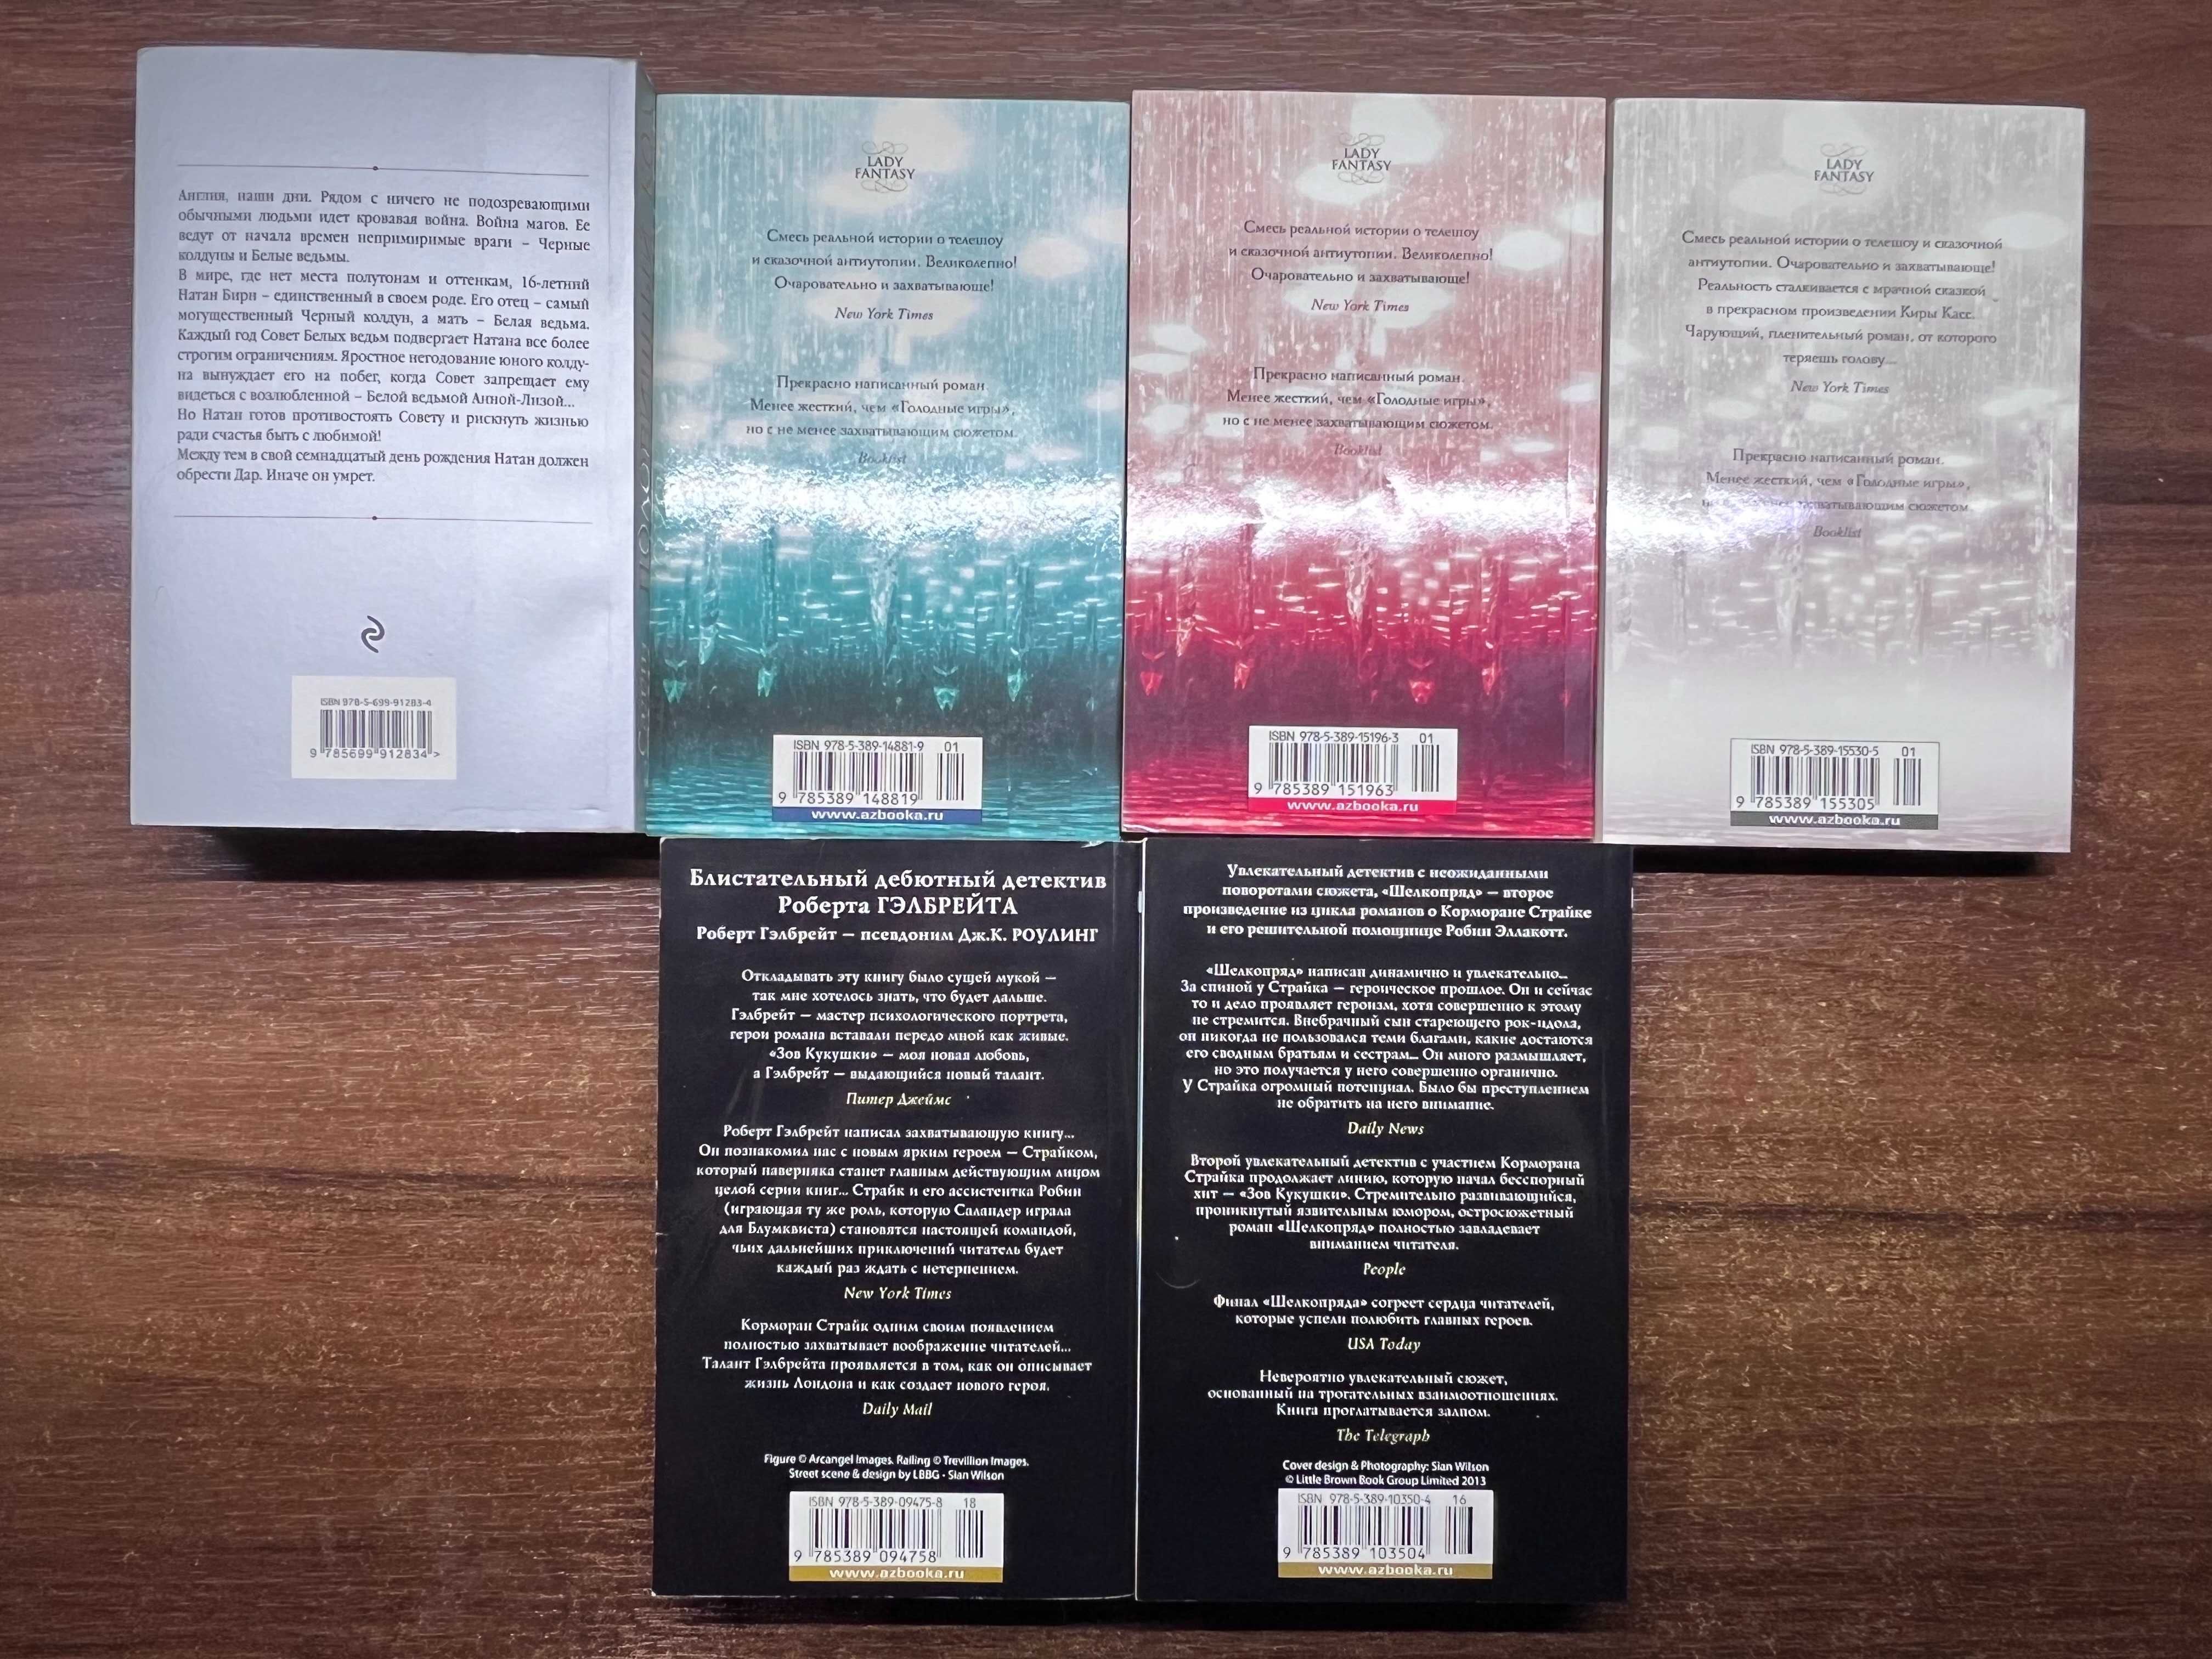 Англия, наши дни. Рядом с ничего не подозревающими
обычными людьми идет кровавая война. Война магов. Ее
ведут от начала времен непримиримые враги – Черные
колдуны и Белые ведьмы.
В мире, где нет места полутонам и оттенкам, 16-летний
Натан Бирн – единственный в своем роде. Его отец – самый
могущественный Черный колдун, а мать – Белая ведьма.
Каждый год Совет Белых ведьм подвергает Натана все более
строгим ограничениям. Яростное негодование юного колду-
на вынуждает его на побег, когда Совет запрещает ему
видеться с возлюбленной – Белой ведьмой Анной-Лизой...
Но Натан готов противостоять Совету и рискнуть жизнью
ради счастья быть с любимой!
Между тем в свой семнадцатый день рождения Натан должен
обрести Дар. Иначе он умрет.
ISBN 978-5-699-91283-4
9 785699 912834 >
LADY
FANTASY
Смесь реальной истории о телешоу
и сказочной антиутопии. Великолепно!
Очаровательно и захватывающе!
New York Times
Прекрасно написанный роман.
Менее жесткий, чем «Голодные игры»,
но с не менее захватывающим сюжетом.
Booklist
ISBN 978-5-389-14881-9 01
9 785389 148819
www.azbooka.ru
LADY
FANTASY
Смесь реальной истории о телешоу
и сказочной антиутопии. Великолепно!
Очаровательно и захватывающе!
New York Times
Прекрасно написанный роман.
Менее жесткий, чем «Голодные игры»,
но с не менее захватывающим сюжетом.
Booklist
ISBN 978-5-389-15196-3 01
9 785389 151963
www.azbooka.ru
LADY
FANTASY
Смесь реальной истории о телешоу и сказочной
антиутопии. Очаровательно и захватывающе!
Реальность сталкивается с мрачной сказкой
в прекрасном произведении Киры Касс.
Чарующий, пленительный роман, от которого
теряешь голову...
New York Times
Прекрасно написанный роман.
Менее жесткий, чем «Голодные игры»,
захватывающим сюжетом
Booklist
ISBN 978-5-389-15530-5 01
9 785389 155305
www.azbooka.ru
Блистательный дебютный детектив
Роберта ГЭЛБРЕЙТА
Роберт Гэлбрейт — псевдоним Дж.К. РОУЛИНГ
Откладывать эту книгу было сущей мукой —
так мне хотелось знать, что будет дальше.
Гэлбрейт — мастер психологического портрета,
герои романа вставали передо мной как живые.
«Зов Кукушки» — моя новая любовь,
а Гэлбрейт — выдающийся новый талант.
Питер Джеймс
Роберт Гэлбрейт написал захватывающую книгу...
Он познакомил нас с новым ярким героем — Страйком,
который наверняка станет главным действующим лицом
целой серии книг... Страйк и его ассистентка Робин
(играющая ту же роль, которую Саландер играла
для Блумквиста) становятся настоящей командой,
чьих дальнейших приключений читатель будет
каждый раз ждать с нетерпением.
New York Times
Корморан Страйк одним своим появлением
полностью захватывает воображение читателей...
Талант Гэлбрейта проявляется в том, как он описывает
жизнь Лондона и как создает нового героя.
Daily Mail
Figure © Arcangel Images. Railing © Trevillion Images.
Street scene & design by LBBG - Sian Wilson
ISBN 978-5-389-09475-8 18
9 785389 094758
www.azbooka.ru
Увлекательный детектив с неожиданными
поворотами сюжета, «Шелкопряд» — второе
произведение из цикла романов о Корморане Страйке
и его решительной помощнице Робин Эллакотт.
«Шелкопряд» написан динамично и увлекательно...
За спиной у Страйка — героическое прошлое. Он и сейчас
то и дело проявляет героизм, хотя совершенно к этому
не стремится. Внебрачный сын стареющего рок-идола,
он никогда не пользовался теми благами, какие достаются
его сводным братьям и сестрам... Он много размышляет,
но это получается у него совершенно органично.
У Страйка огромный потенциал. Было бы преступлением
не обратить на него внимание.
Daily News
Второй увлекательный детектив с участием Корморана
Страйка продолжает линию, которую начал бесспорный
хит — «Зов Кукушки». Стремительно развивающийся,
проникнутый язвительным юмором, остросюжетный
роман «Шелкопряд» полностью завладевает
вниманием читателя.
People
Финал «Шелкопряда» согреет сердца читателей,
которые успели полюбить главных героев.
USA Today
Невероятно увлекательный сюжет,
основанный на трогательных взаимоотношениях.
Книга проглатывается залпом.
The Telegraph
Cover design & Photography: Sian Wilson
© Little Brown Book Group Limited 2013
ISBN 978-5-389-10350-4 16
9 785389 103504
www.azbooka.ru